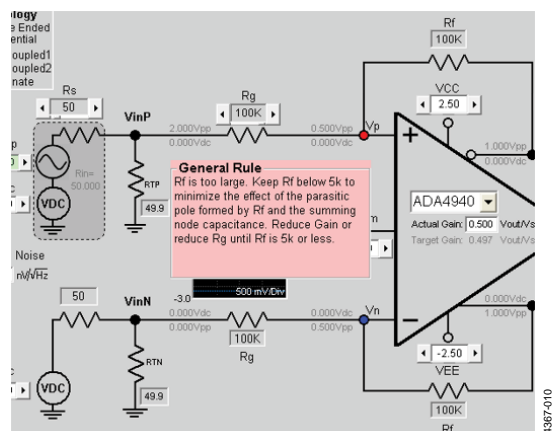 ology
e Ended
ential
oupled1
oupled2
nate
Rs
50
VinP
Rg
100K
Rf
100K
VCC
2.50
2.000Vpp
0.000Vdc
0.500Vpp
0.000Vdc
Vp
+
1.000Vpp
0.000Vdc
p
Rin=
50.000
RTP
49.9
VDC
General Rule
Rf is too large. Keep Rf below 5k to
minimize the effect of the parasitic
pole formed by Rf and the summing
node capacitance. Reduce Gain or
reduce Rg until Rf is 5k or less.
m
ADA4940
Actual Gain: 0.500 Vout/Vs
Target Gain: 0.497 Vout/Vs
Noise
nV/√Hz
-3.0
500 mV/Div
50
VinN
0.000Vdc
0.000Vpp
100K
Rg
0.000Vdc
0.500Vpp
Vn
−
0.000Vdc
1.000Vpp
-2.50
VEE
VDC
RTN
49.9
100K
Rf
4367-010